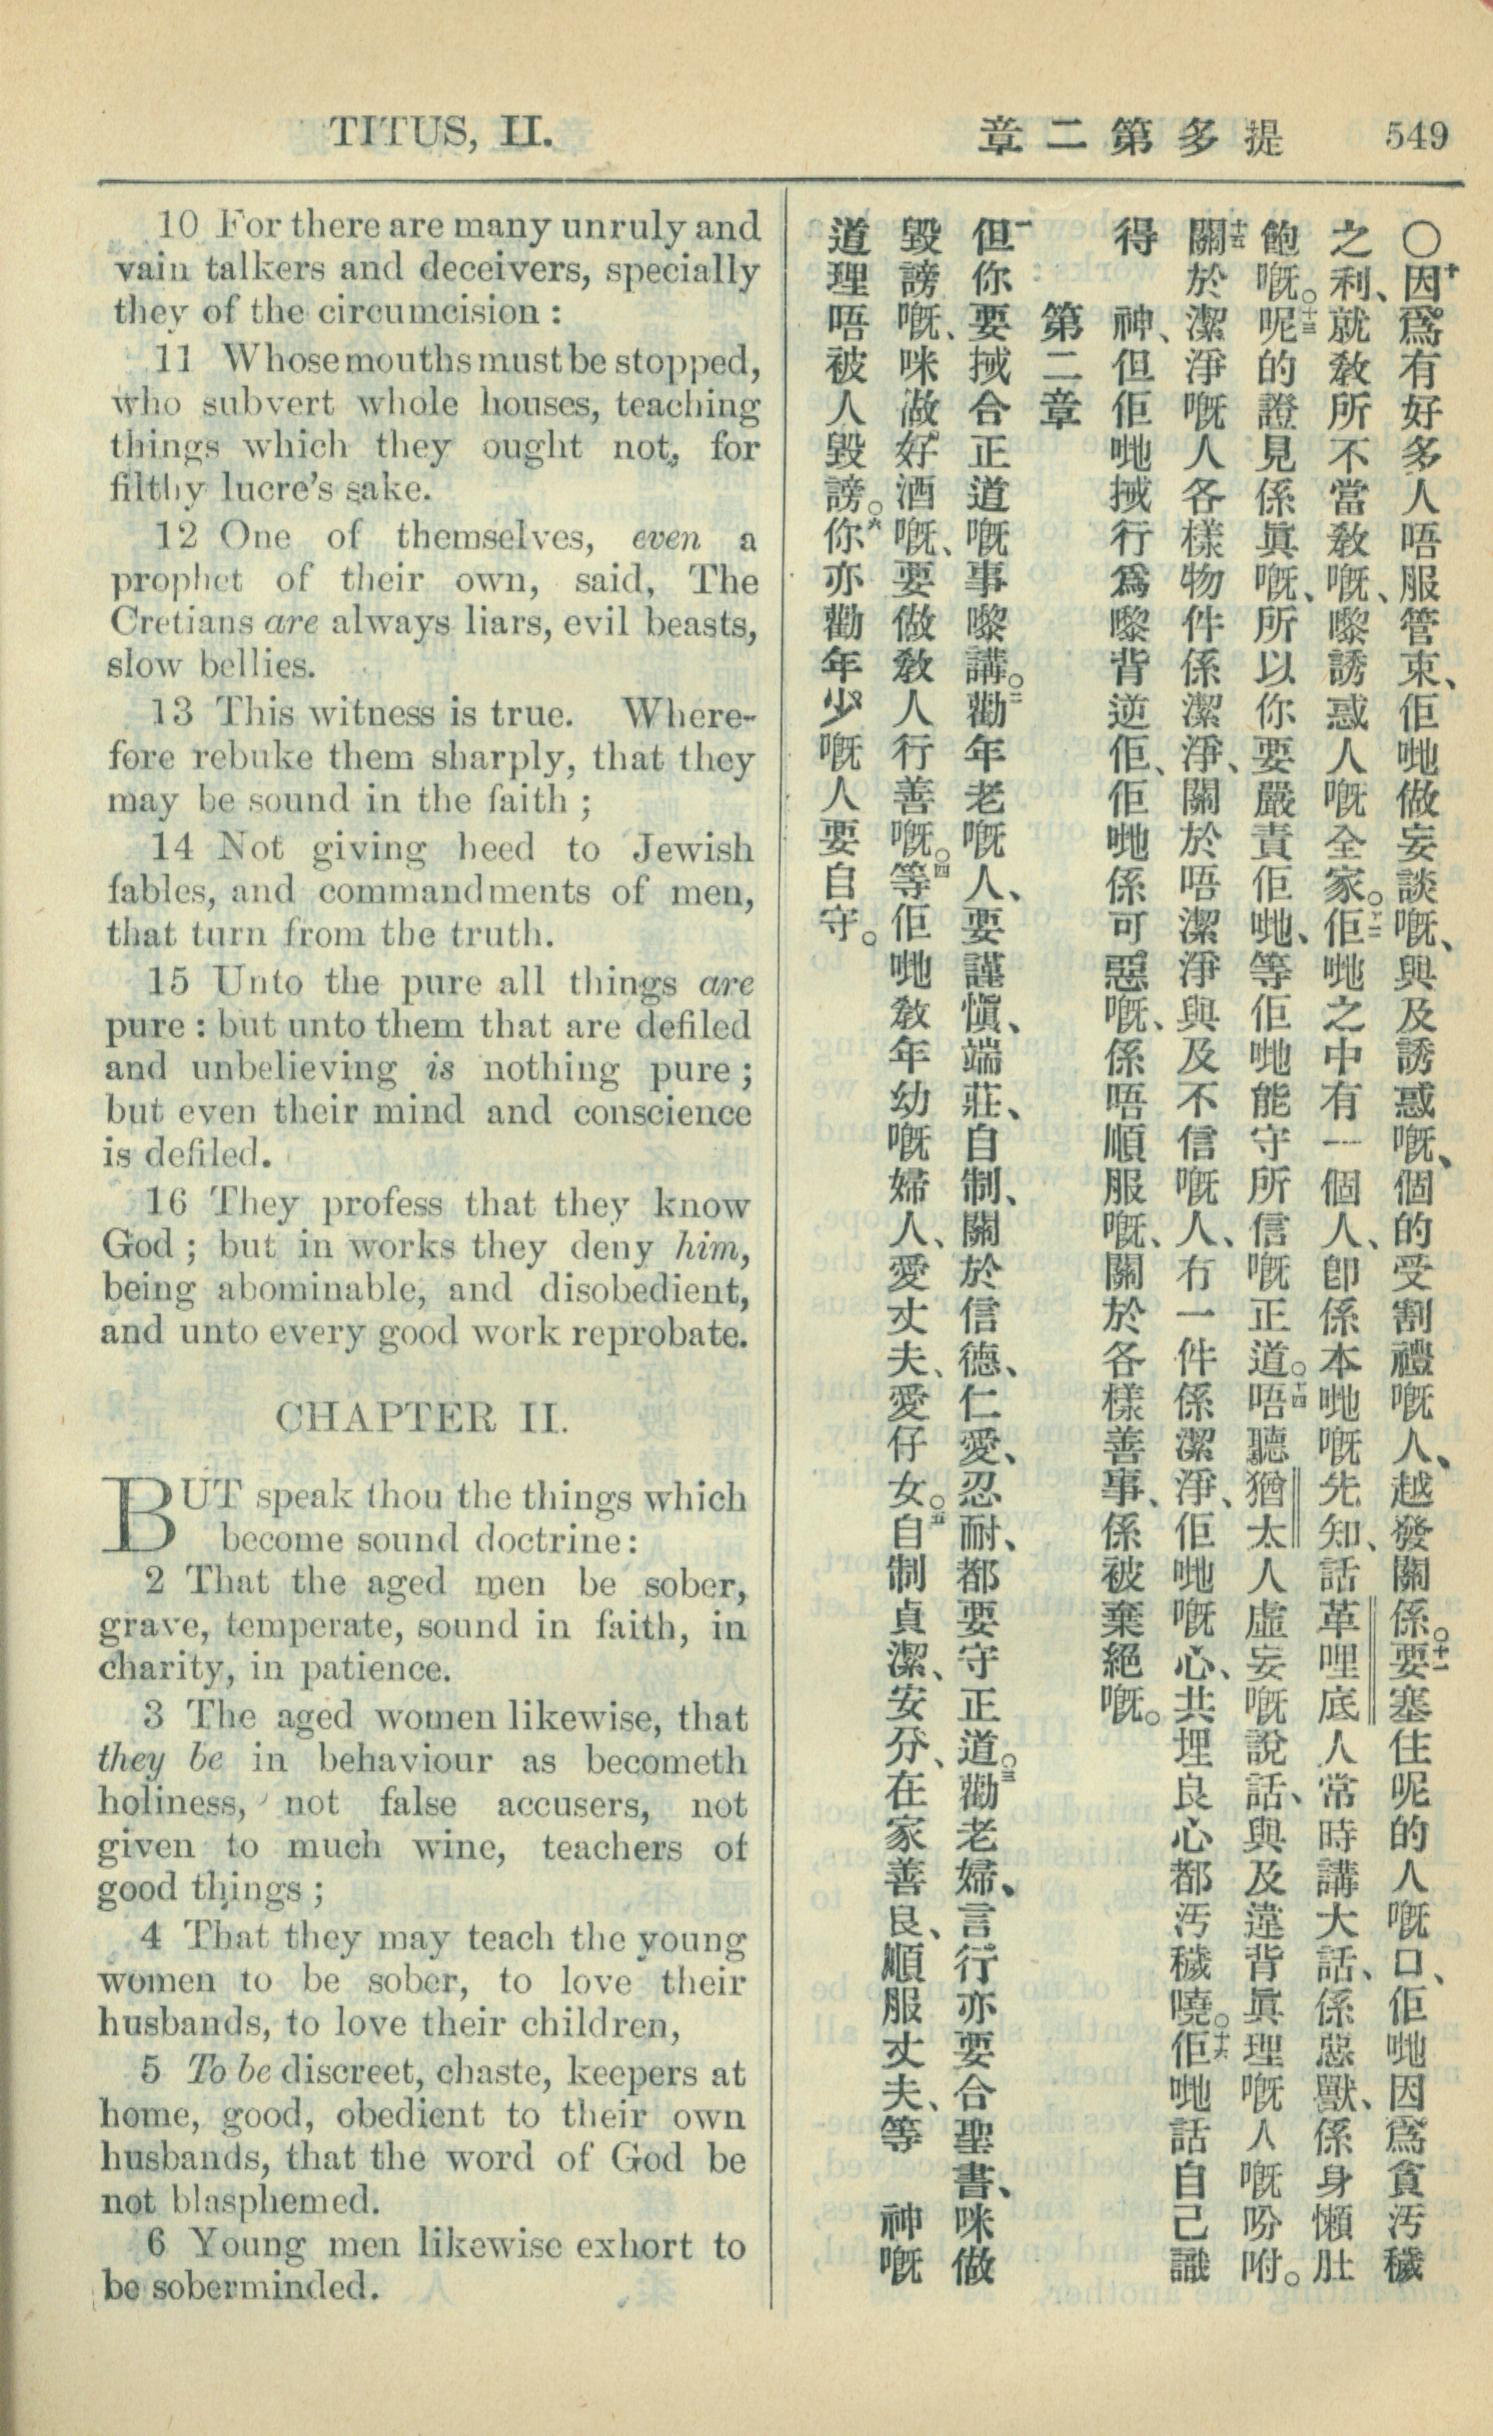 TITUS, II.
章二第多提 549
10 For there are many unruly and
vain talkers and deceivers, specially
they of the circumcision :
11 Whose mouths must be stopped,
who subvert whole houses, teaching
things which they ought not, for
filthy lucre's sake.
12 One of themselves, even a
prophet of their own, said, The
Cretians are always liars, evil beasts,
slow bellies.
13 This witness is true. Where-
fore rebuke them sharply, that they
may be sound in the faith ;
14 Not giving heed to Jewish
fables, and commandments of men,
that turn from the truth.
15 Unto the pure all things are
pure : but unto them that are defiled
and unbelieving is nothing pure ;
but even their mind and conscience
is defiled.
16 They profess that they know
God ; but in works they deny him,
being abominable, and disobedient,
and unto every good work reprobate.
CHAPTER II.
BUT speak thou the things which
become sound doctrine:
2 That the aged men be sober,
grave, temperate, sound in faith, in
charity, in patience.
3 The aged women likewise, that
they be in behaviour as becometh
holiness, not false accusers, not
given to much wine, teachers of
good things ;
4 That they may teach the young
women to be sober, to love their
husbands, to love their children,
5 To be discreet, chaste, keepers at
home, good, obedient to their own
husbands, that the word of God be
not blasphemed.
6 Young men likewise exhort to
be soberminded.
〇十因爲有好多人唔服管束、佢哋做妄談嘅、與及誘惑嘅、個的受割禮嘅人、越發關係。十一要塞住呢的人嘅口、佢哋因爲貪汚穢
之利、就敎所不當敎嘅、嚟誘惑人嘅全家。十二佢哋之中有一個人、卽係本哋嘅先知、話革哩底人常時講大話、係惡獸、係身懶肚
飽嘅。十三呢的證見係眞嘅、所以你要嚴責佢哋、等佢哋能守所信嘅正道。十四唔聽猶太人虛妄嘅說話、與及違背眞理嘅人嘅吩咐。
十五關於潔淨嘅人各樣物件係潔淨、關於唔潔淨與及不信嘅人、冇一件係潔淨、佢哋嘅心、共埋良心都汚穢嘵。十六佢哋話自己識
得 神、但佢哋搣行爲嚟背逆佢、佢哋係可惡嘅、係唔順服嘅、關於各樣善事、係被棄絕嘅。
第二章
一但你要搣合正道嘅事嚟講。二勸年老嘅人、要謹愼、端莊、自制、關於信德、仁愛、忍耐、都要守正道。三勸老婦、言行亦要合聖書、咪做
毀謗嘅、咪做好酒嘅、要做敎人行善嘅。四等佢哋敎年幼嘅婦人、愛丈夫、愛仔女。五自制貞潔、安分、在家善良、順服丈夫、等 神嘅
道理唔被人毀謗。六你亦勸年少嘅人要自守。